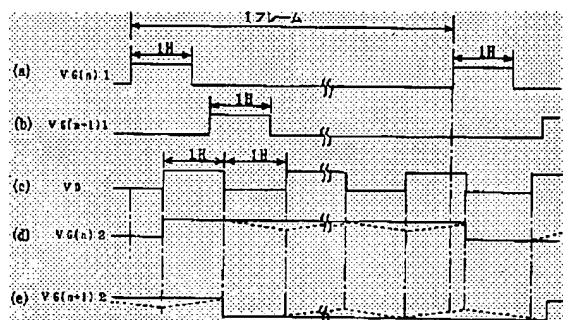 1フレーム
1H 1H
(a) VG(n)1
1H
(b) VG(n-1)1
1H 1H
(c) VD
(d) VG(n)2
(e) VG(n+1)2